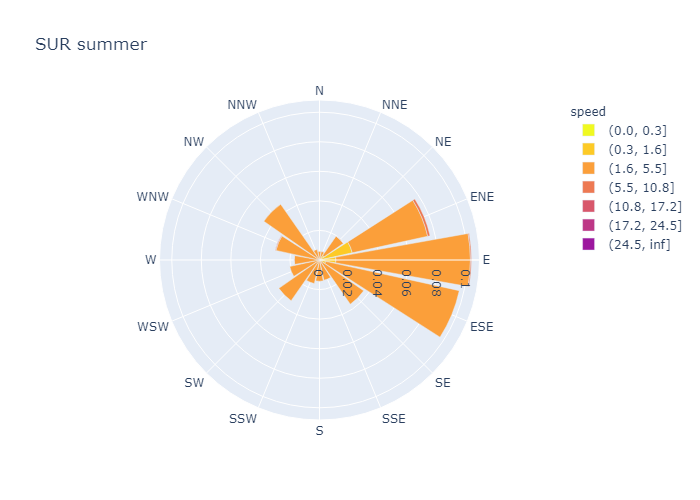 SUR summer
N
NNE
NE
ENE
E
ESE
SE
SSE
S
SSW
SW
WSW
W
WNW
NW
NNW
0
0.02
0.04
0.06
0.08
0.1
speed
(0.0, 0.3]
(0.3, 1.6]
(1.6, 5.5]
(5.5, 10.8]
(10.8, 17.2]
(17.2, 24.5]
(24.5, inf]